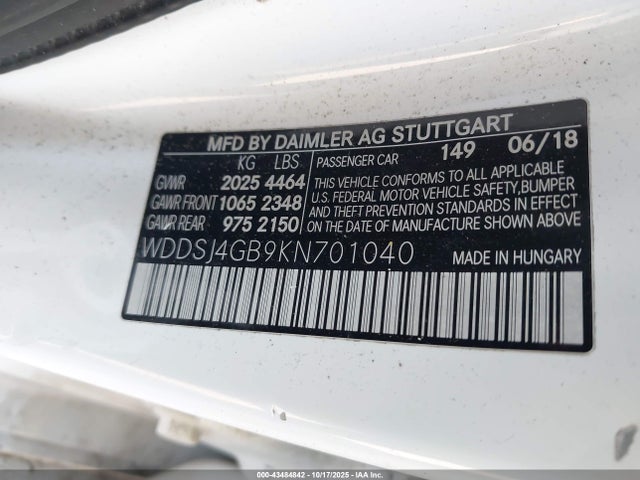 MFD BY DAIMLER AG STUTTGART
KG LBS PASSENGER CAR 149 06/18
GVWR 2025 4464
GAWR FRONT 1065 2348
GAWR REAR 975 2150
THIS VEHICLE CONFORMS TO ALL APPLICABLE
U.S. FEDERAL MOTOR VEHICLE SAFETY, BUMPER
AND THEFT PREVENTION STANDARDS IN EFFECT
ON THE DATE OF MANUFACTURE SHOWN ABOVE
WDDSJ4GB9KN701040 MADE IN HUNGARY
000-43484842 - 10/17/2025 - IAAI.COM